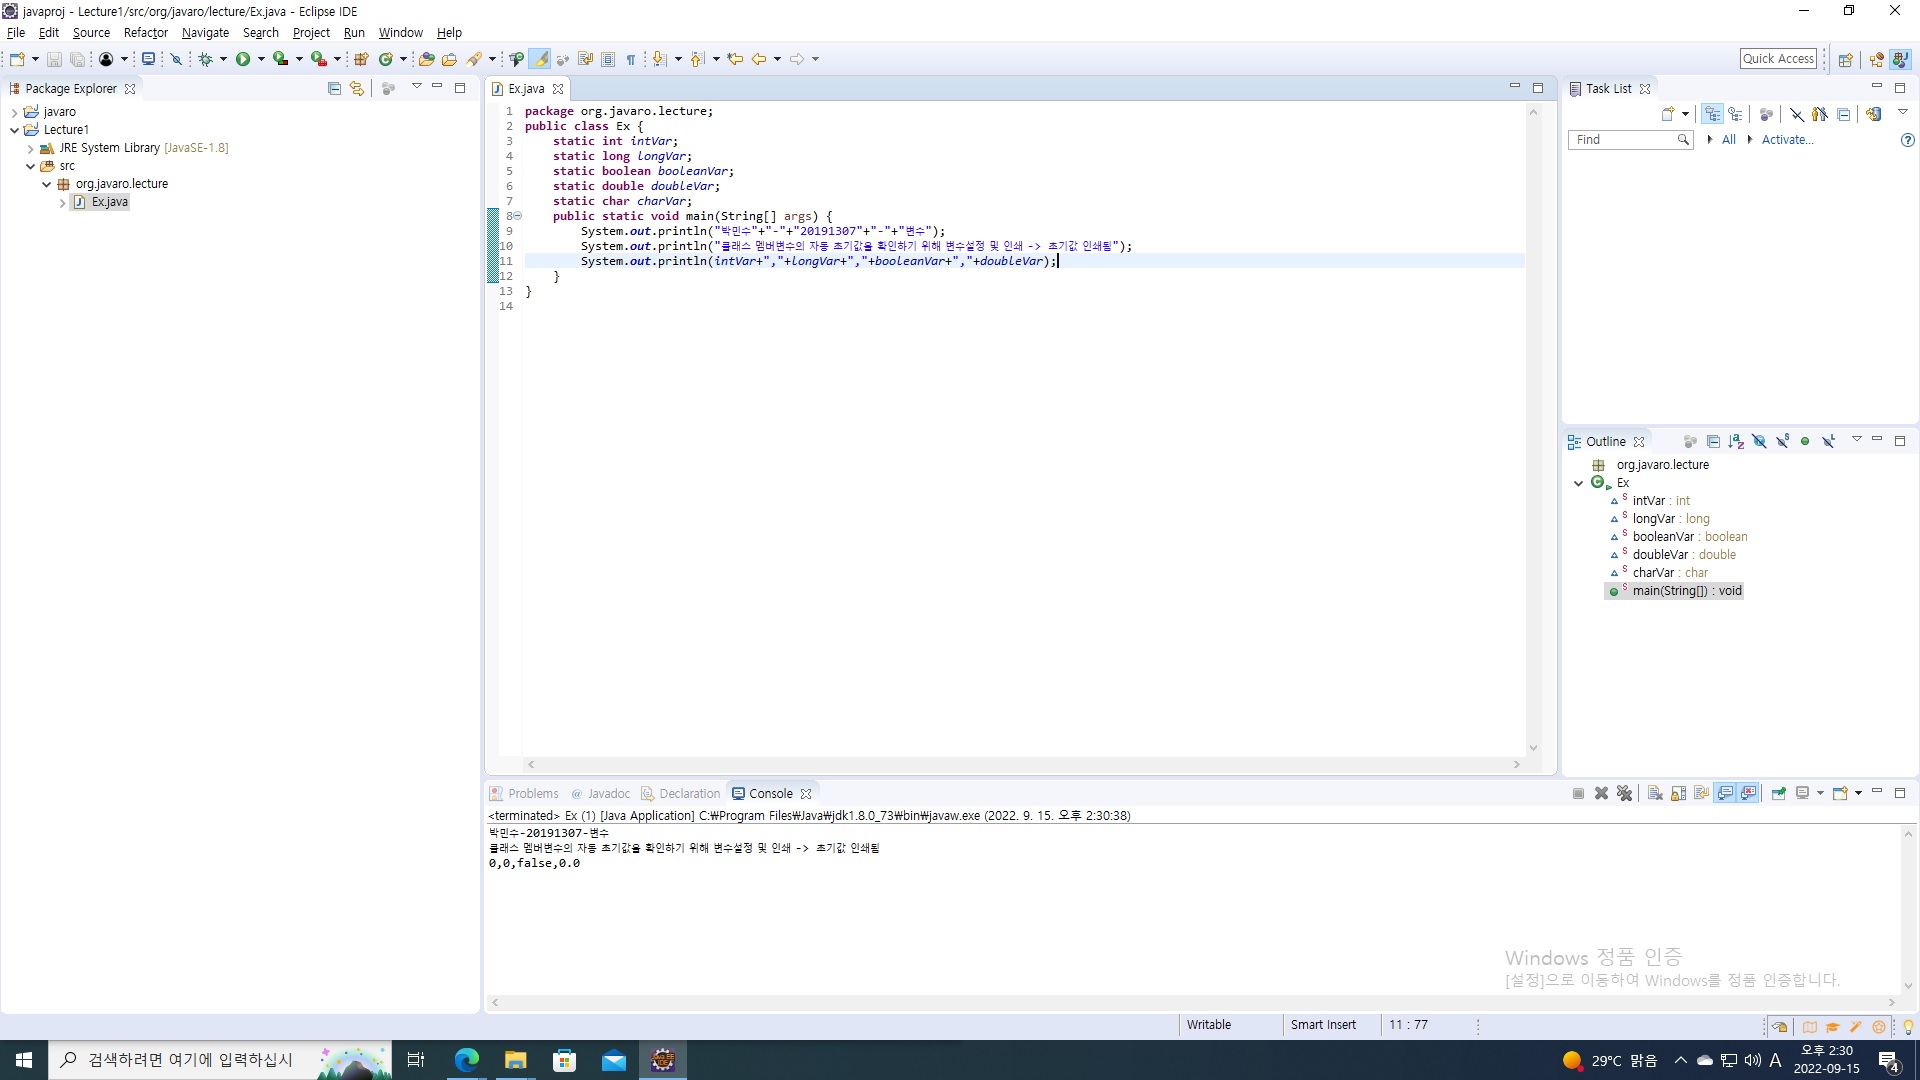 javaproj - Lecture1/src/org/javaro/lecture/Ex.java - Eclipse IDE
File Edit Source Refactor Navigate Search Project Run Window Help
Quick Access
Package Explorer
javaro
Lecture1
JRE System Library [JavaSE-1.8]
src
org.javaro.lecture
Ex.java
Ex.java
1 package org.javaro.lecture;
2 public class Ex {
3 static int intVar;
4 static long longVar;
5 static boolean booleanVar;
6 static double doubleVar;
7 static char charVar;
8 public static void main(String[] args) {
9 System.out.println("박민수"+"-"+"20191307"+"-"+"변수");
10 System.out.println("클래스 멤버변수의 자동 초기값을 확인하기 위해 변수설정 및 인쇄 -> 초기값 인쇄됨");
11 System.out.println(intVar+","+longVar+","+booleanVar+","+doubleVar);
12 }
13 }
14
Task List
Find
All
Activate...
Outline
org.javaro.lecture
Ex
intVar : int
longVar : long
booleanVar : boolean
doubleVar : double
charVar : char
main(String[]) : void
Problems Javadoc Declaration Console
<terminated> Ex (1) [Java Application] C:₩Program Files₩Java₩jdk1.8.0_73₩bin₩javaw.exe (2022. 9. 15. 오후 2:30:38)
박민수-20191307-변수
클래스 멤버변수의 자동 초기값을 확인하기 위해 변수설정 및 인쇄 -> 초기값 인쇄됨
0,0,false,0.0
Windows 정품 인증
[설정]으로 이동하여 Windows를 정품 인증합니다.
Writable Smart Insert 11 : 77
검색하려면 여기에 입력하십시
29°C 맑음
A
오후 2:30
2022-09-15
4